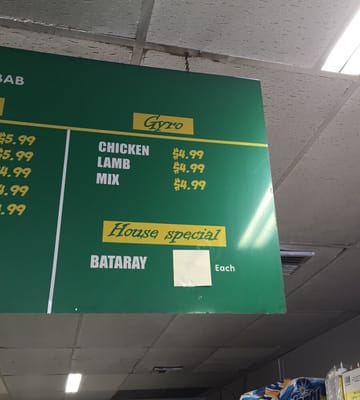 BAB
$5.99
$5.99
4.99
4.99
4.99
Gyro
CHICKEN $4.99
LAMB $4.99
MIX $4.99
House special
BATARAY Each